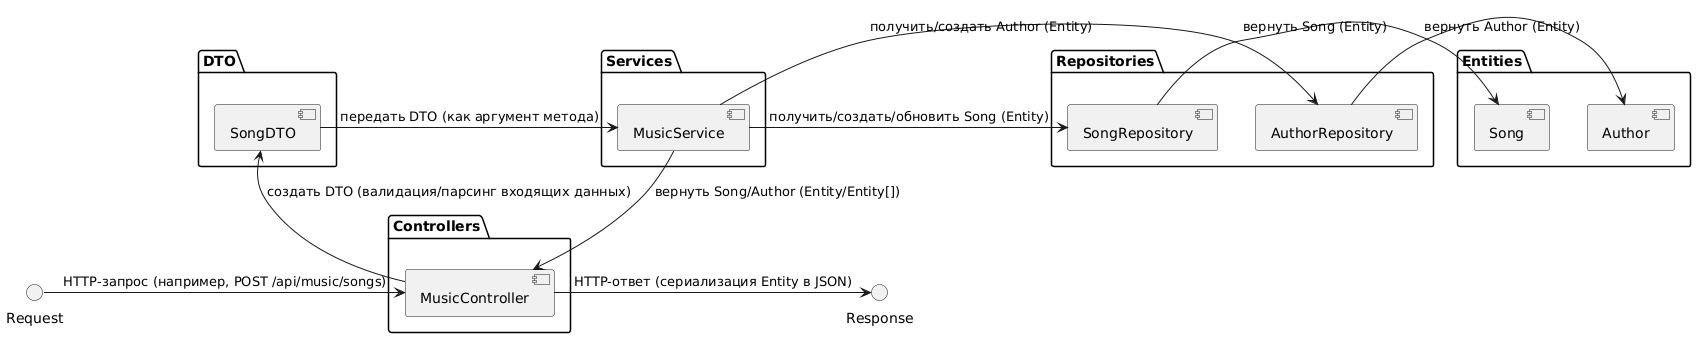 получить/создать Author (Entity)
вернуть Song (Entity)
вернуть Author (Entity)
DTO
Services
Repositories
Entities
SongDTO
передать DTO (как аргумент метода)
MusicService
получить/создать/обновить Song (Entity)
SongRepository
AuthorRepository
Song
Author
создать DTO (валидация/парсинг входящих данных)
вернуть Song/Author (Entity/Entity[])
Controllers
HTTP-запрос (например, POST /api/music/songs)
MusicController
HTTP-ответ (сериализация Entity в JSON)
Request
Response